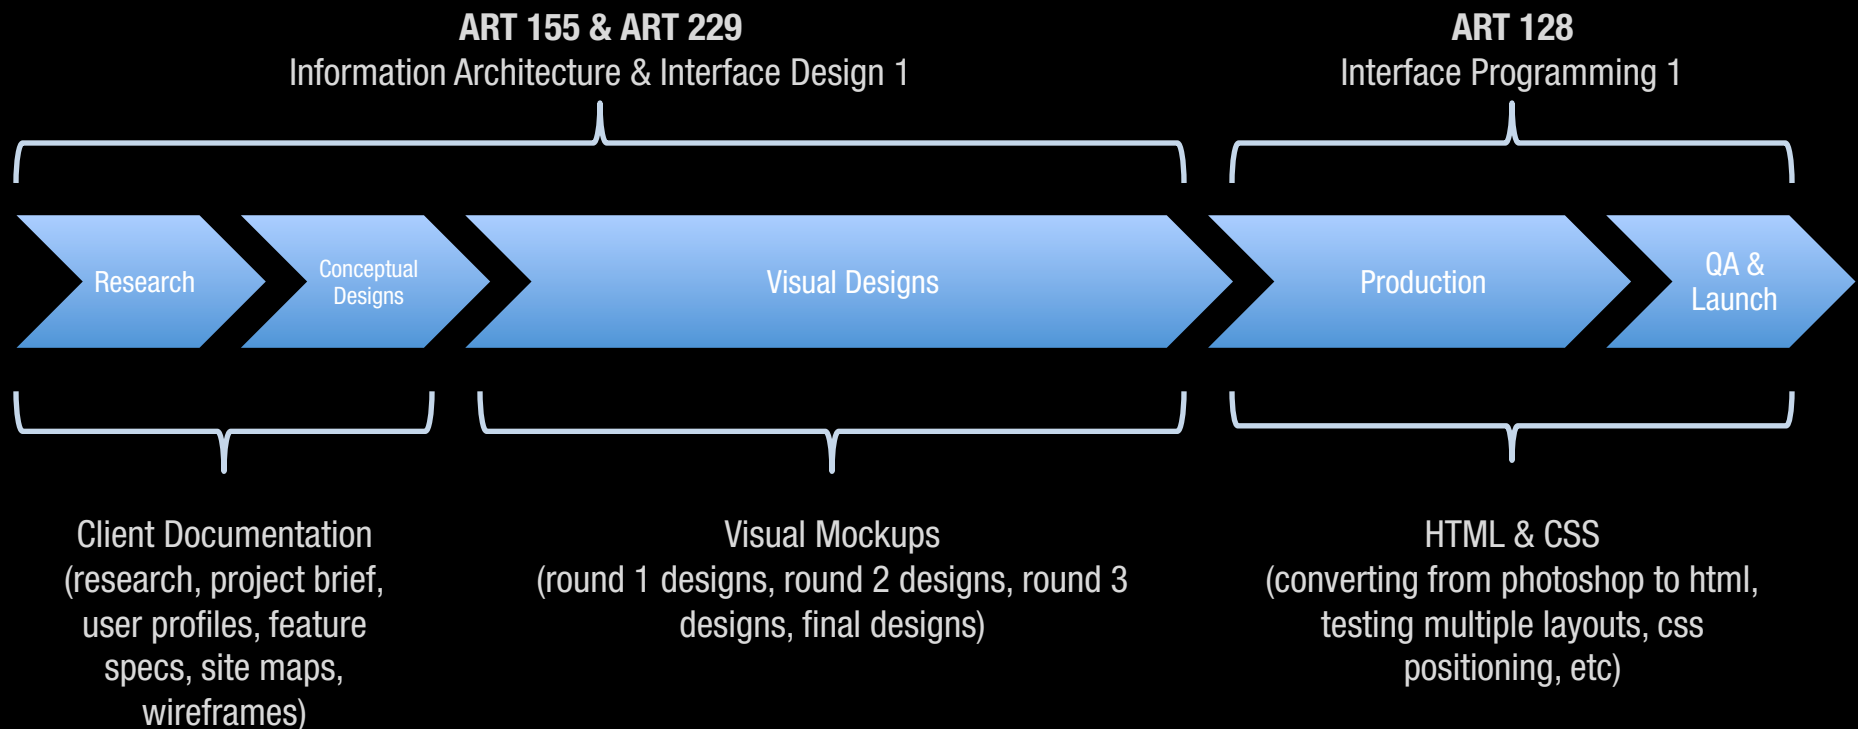 ART 155 & ART 229
Information Architecture & Interface Design 1
ART 128
Interface Programming 1
Research
Conceptual
Designs
Visual Designs
Production
QA &
Launch
Client Documentation
(research, project brief,
user profiles, feature
specs, site maps,
wireframes)
Visual Mockups
(round 1 designs, round 2 designs, round 3
designs, final designs)
HTML & CSS
(converting from photoshop to html,
testing multiple layouts, css
positioning, etc)